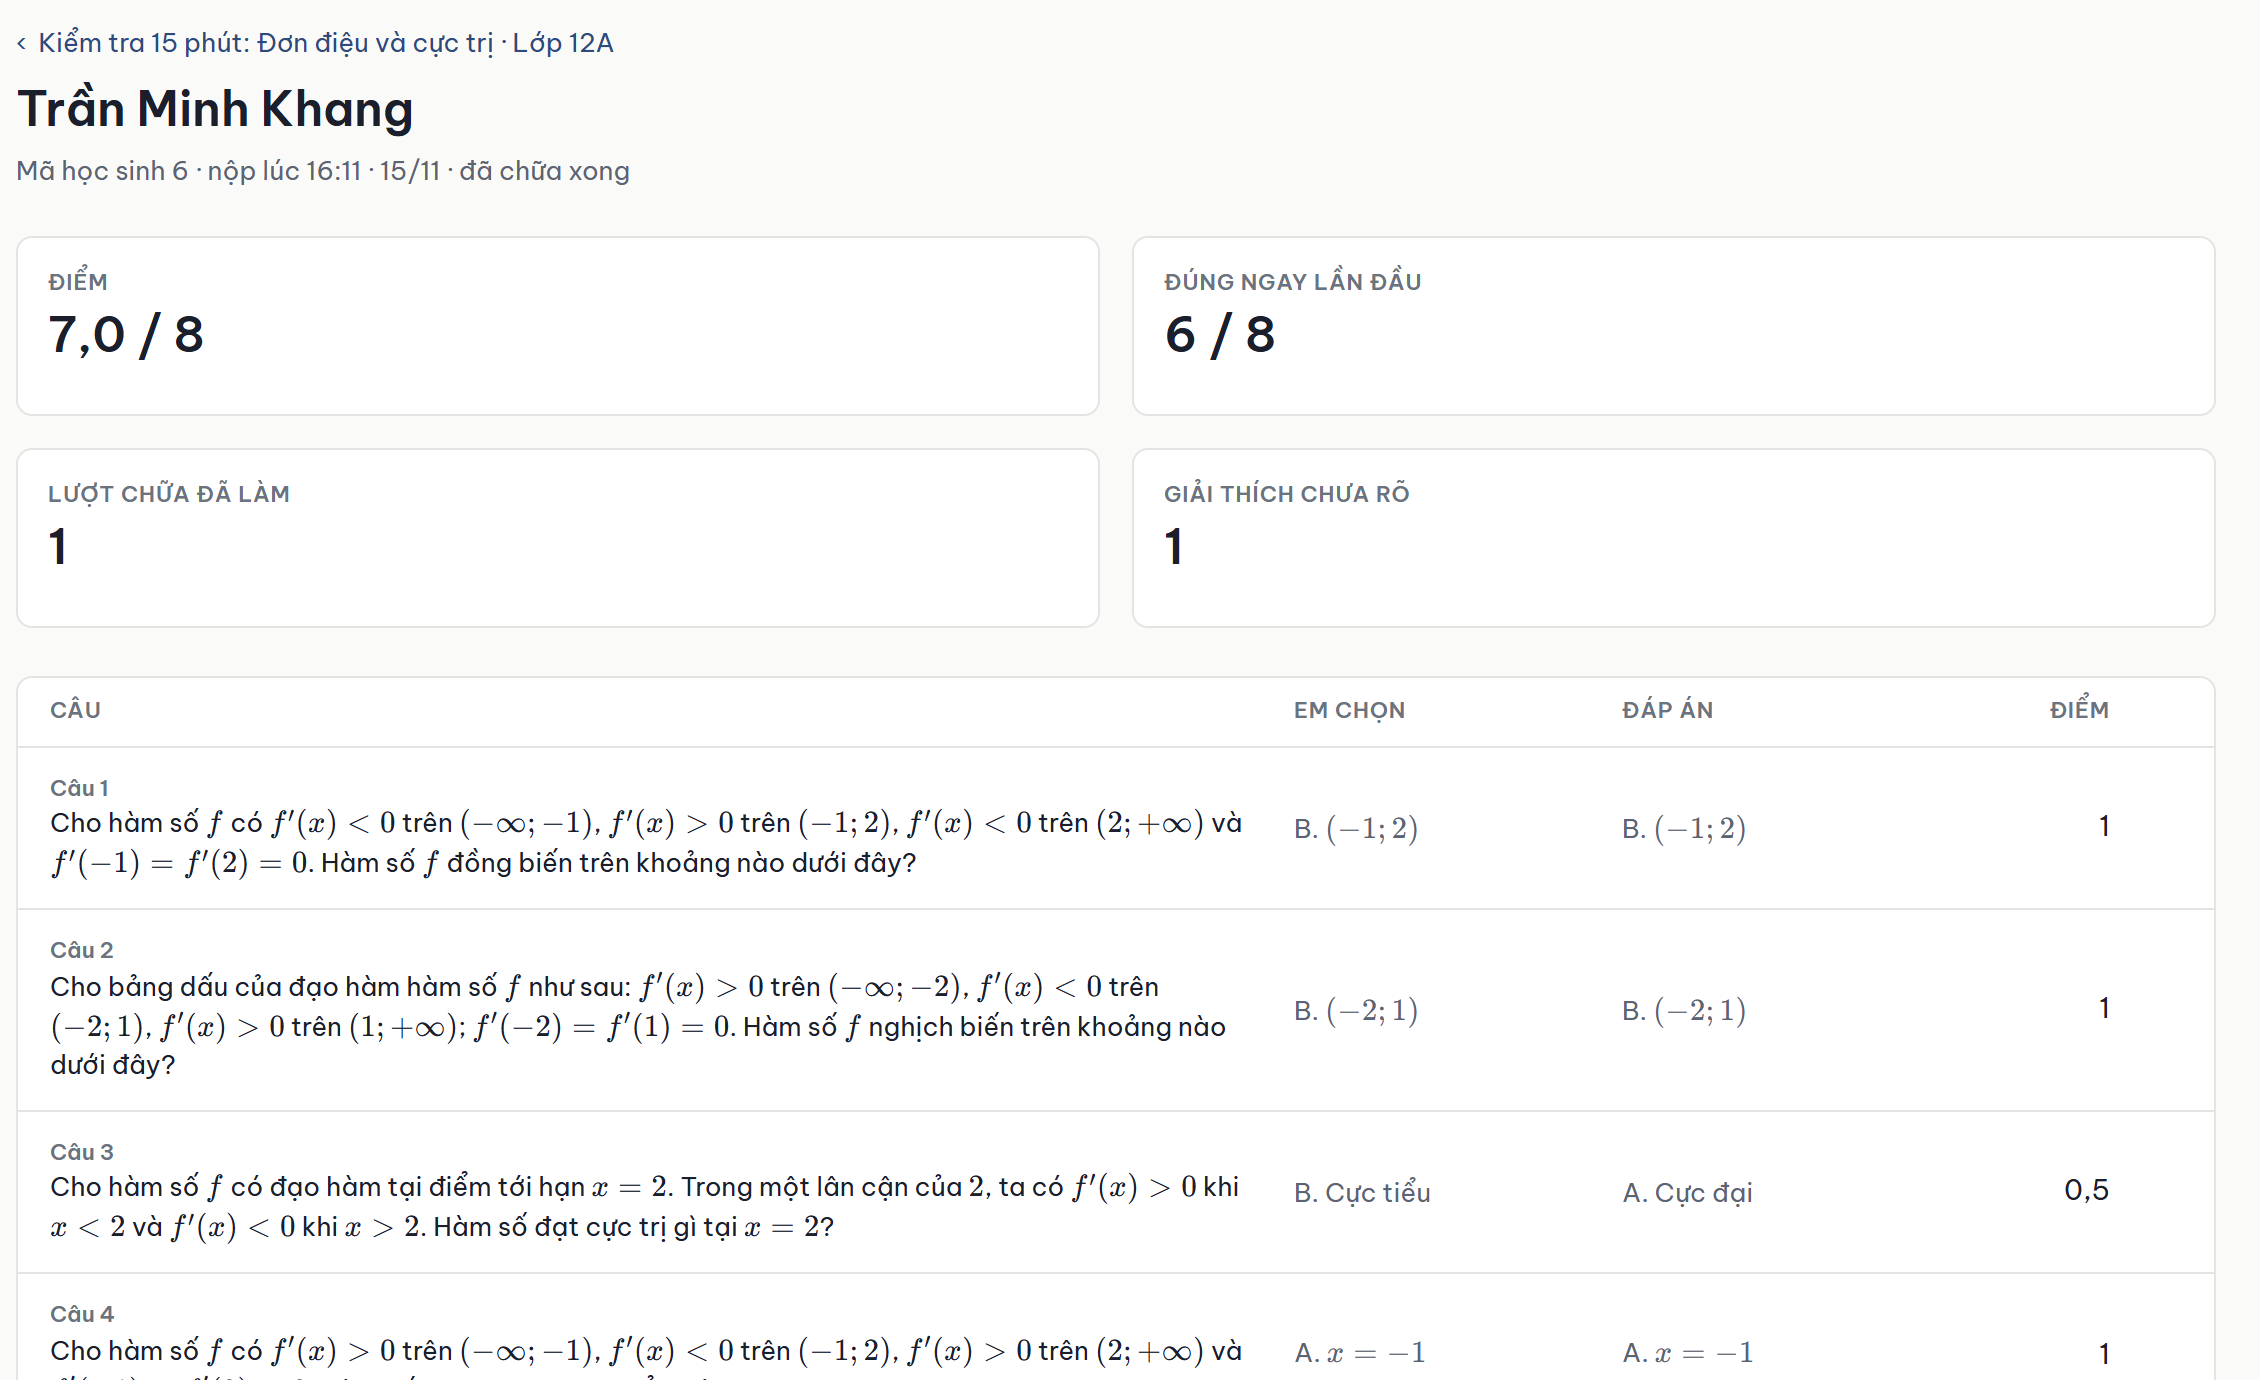 ‹ Kiểm tra 15 phút: Đơn điệu và cực trị · Lớp 12A
Trần Minh Khang
Mã học sinh 6 · nộp lúc 16:11 · 15/11 · đã chữa xong
ĐIỂM
7,0 / 8
ĐÚNG NGAY LẦN ĐẦU
6 / 8
LƯỢT CHỮA ĐÃ LÀM
1
GIẢI THÍCH CHƯA RÕ
1
CÂU EM CHỌN ĐÁP ÁN ĐIỂM
Câu 1
Cho hàm số f có f′(x) < 0 trên (−∞; −1), f′(x) > 0 trên (−1; 2), f′(x) < 0 trên (2; +∞) và
f′(−1) = f′(2) = 0. Hàm số f đồng biến trên khoảng nào dưới đây?
B. (−1; 2)
B. (−1; 2)
1
Câu 2
Cho bảng dấu của đạo hàm hàm số f như sau: f′(x) > 0 trên (−∞; −2), f′(x) < 0 trên
(−2; 1), f′(x) > 0 trên (1; +∞); f′(−2) = f′(1) = 0. Hàm số f nghịch biến trên khoảng nào
dưới đây?
B. (−2; 1)
B. (−2; 1)
1
Câu 3
Cho hàm số f có đạo hàm tại điểm tới hạn x = 2. Trong một lân cận của 2, ta có f′(x) > 0 khi
x < 2 và f′(x) < 0 khi x > 2. Hàm số đạt cực trị gì tại x = 2?
B. Cực tiểu
A. Cực đại
0,5
Câu 4
Cho hàm số f có f′(x) > 0 trên (−∞; −1), f′(x) < 0 trên (−1; 2), f′(x) > 0 trên (2; +∞) và
A. x = −1
A. x = −1
1